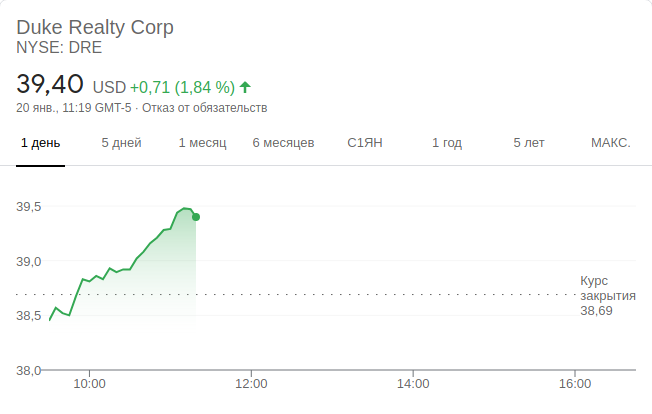 Duke Realty Corp
NYSE: DRE
39,40 USD +0,71 (1,84 %)
20 янв., 11:19 GMT-5 · Отказ от обязательств
1 день 5 дней 1 месяц 6 месяцев С1ЯН 1 год 5 лет МАКС.
39,5
39,0
38,5
38,0
Курс
закрытия
38,69
10:00 12:00 14:00 16:00